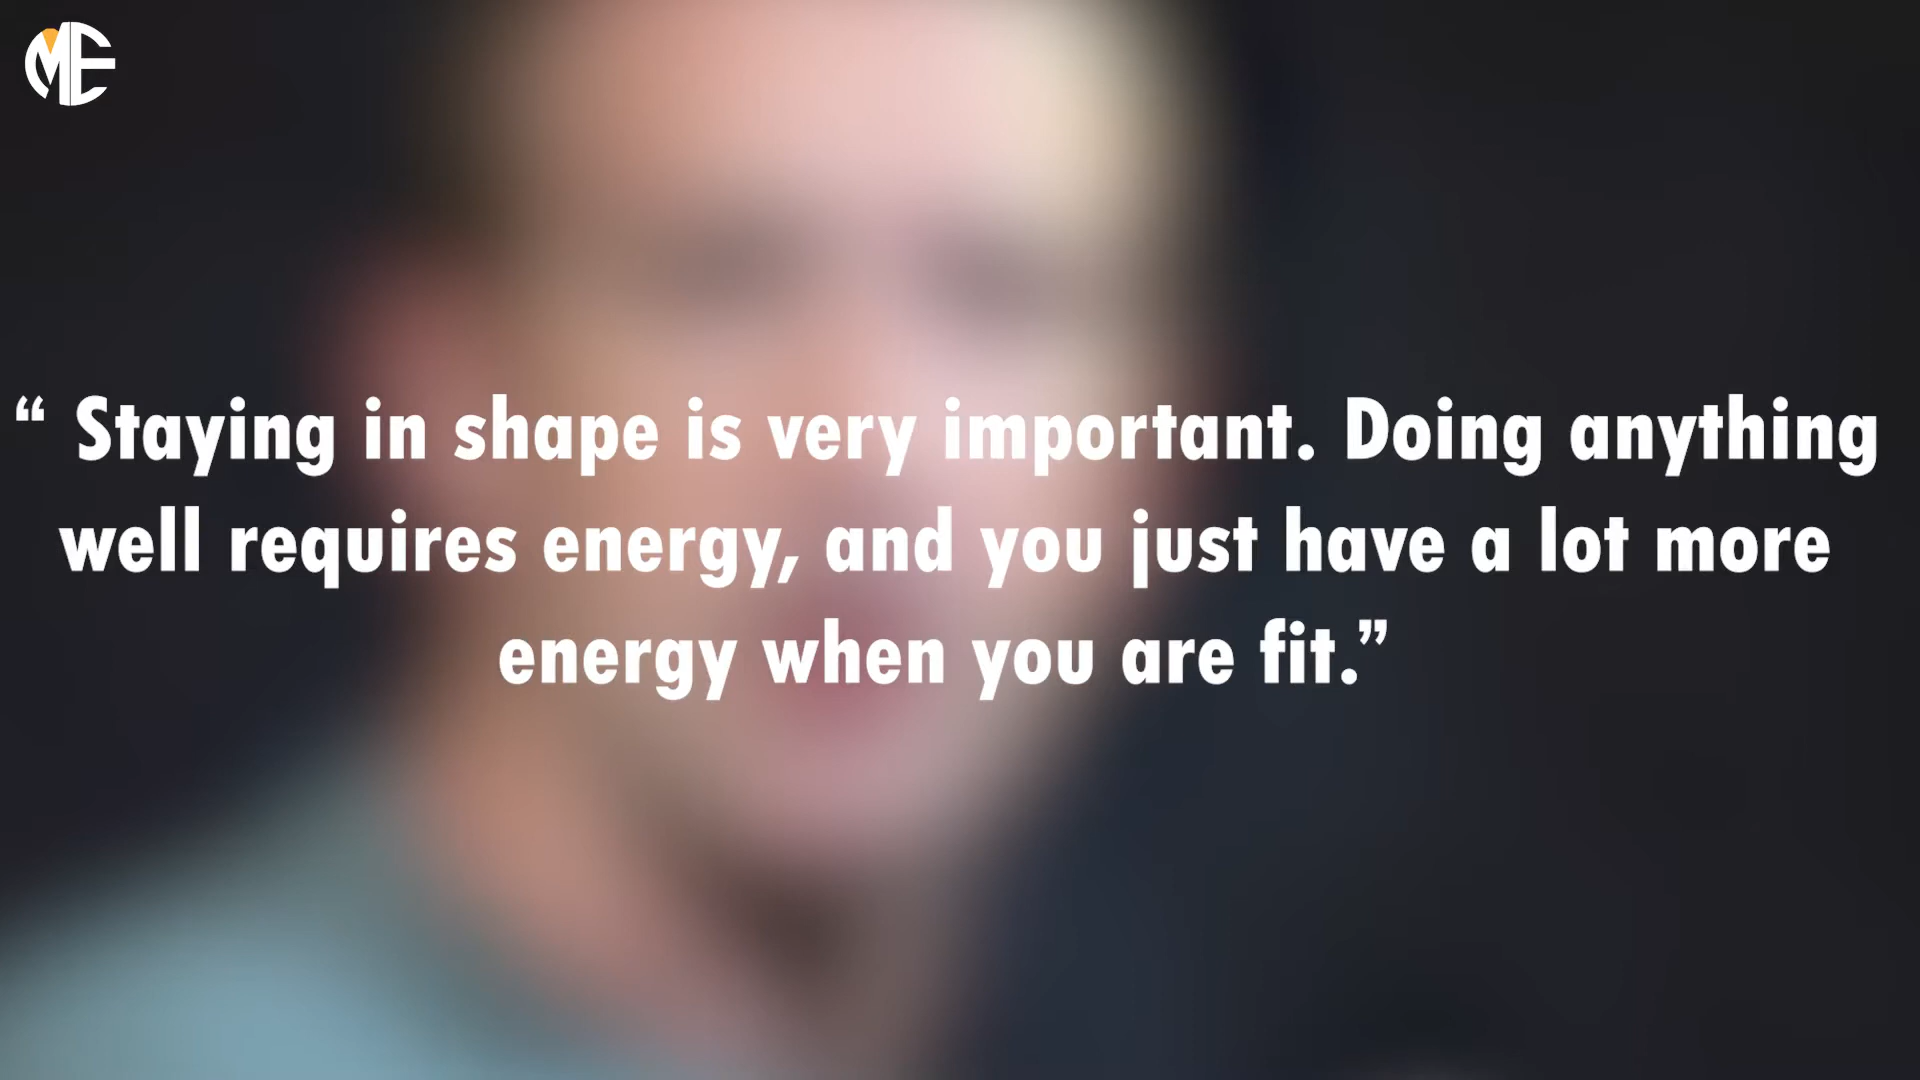 ME
“ Staying in shape is very important. Doing anything
well requires energy, and you just have a lot more
energy when you are fit.”